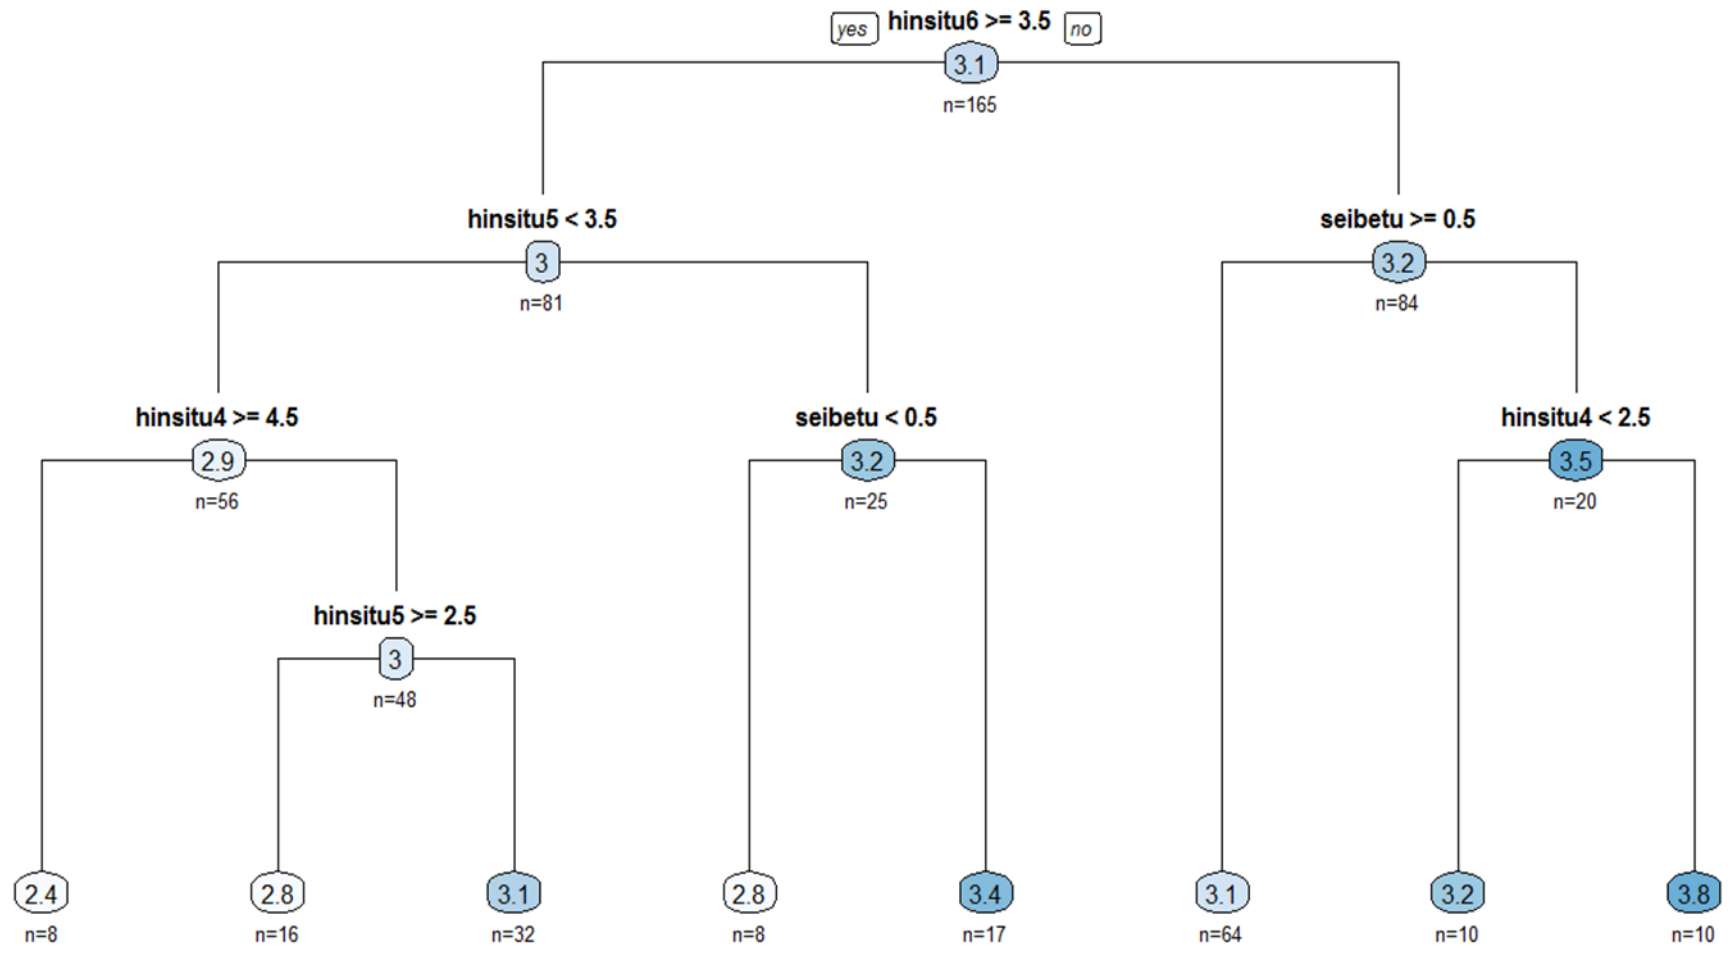 yes hinsitu6 >= 3.5 no
3.1
n=165
hinsitu5 < 3.5 seibetu >= 0.5
3 3.2
n=81 n=84
hinsitu4 >= 4.5 seibetu < 0.5 hinsitu4 < 2.5
2.9 3.2 3.5
n=56 n=25 n=20
hinsitu5 >= 2.5
3
n=48
2.4 2.8 3.1 2.8 3.4 3.1 3.2 3.8
n=8 n=16 n=32 n=8 n=17 n=64 n=10 n=10